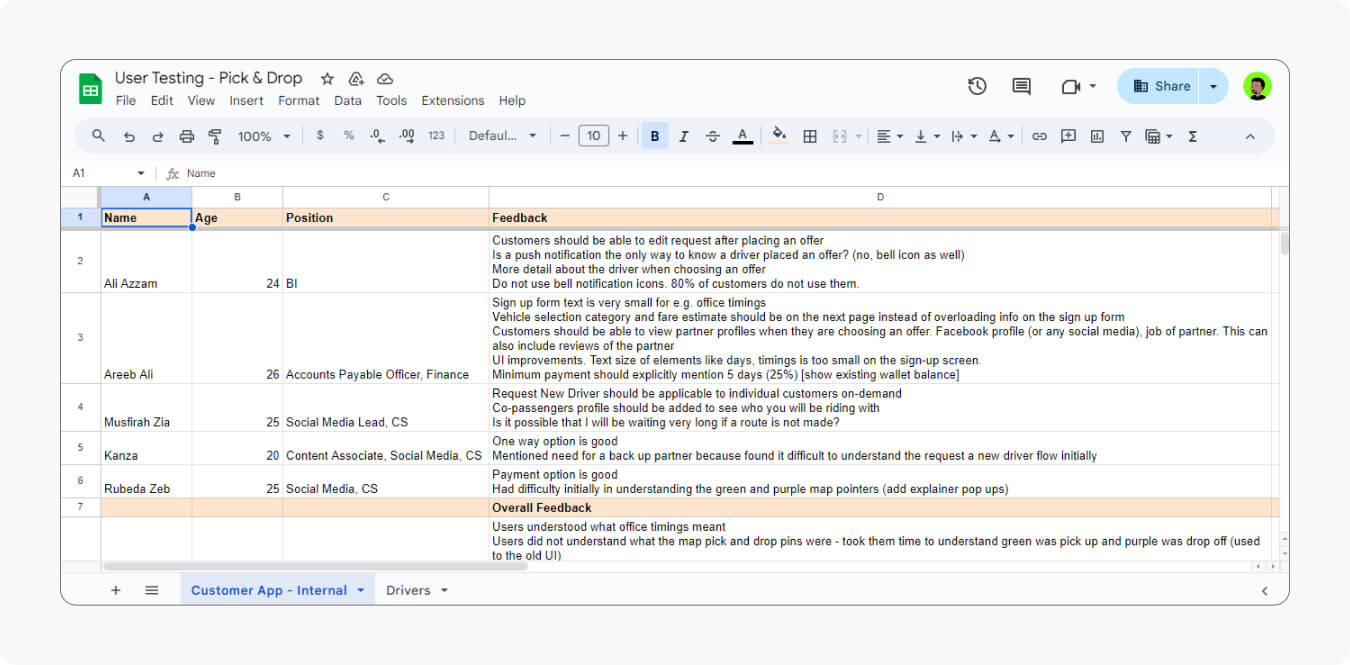 User Testing - Pick & Drop
File Edit View Insert Format Data Tools Extensions Help
Share
100% $ % .0 .00 123 Defaul... 10 B I A
A1 fx Name
A B C D
1 Name Age Position Feedback
Customers should be able to edit request after placing an offer
Is a push notification the only way to know a driver placed an offer? (no, bell icon as well)
More detail about the driver when choosing an offer
Do not use bell notification icons. 80% of customers do not use them.
2 Ali Azzam 24 BI
Sign up form text is very small for e.g. office timings
Vehicle selection category and fare estimate should be on the next page instead of overloading info on the sign up form
Customers should be able to view partner profiles when they are choosing an offer. Facebook profile (or any social media), job of partner. This can
also include reviews of the partner
UI improvements. Text size of elements like days, timings is too small on the sign-up screen.
Minimum payment should explicitly mention 5 days (25%) [show existing wallet balance]
3 Areeb Ali 26 Accounts Payable Officer, Finance
Request New Driver should be applicable to individual customers on-demand
Co-passengers profile should be added to see who you will be riding with
Is it possible that I will be waiting very long if a route is not made?
4 Musfirah Zia 25 Social Media Lead, CS
One way option is good
Mentioned need for a back up partner because found it difficult to understand the request a new driver flow initially
5 Kanza 20 Content Associate, Social Media, CS
Payment option is good
Had difficulty initially in understanding the green and purple map pointers (add explainer pop ups)
6 Rubeda Zeb 25 Social Media, CS
7 Overall Feedback
Users understood what office timings meant
Users did not understand what the map pick and drop pins were - took them time to understand green was pick up and purple was drop off (used
to the old UI)
Customer App - Internal Drivers